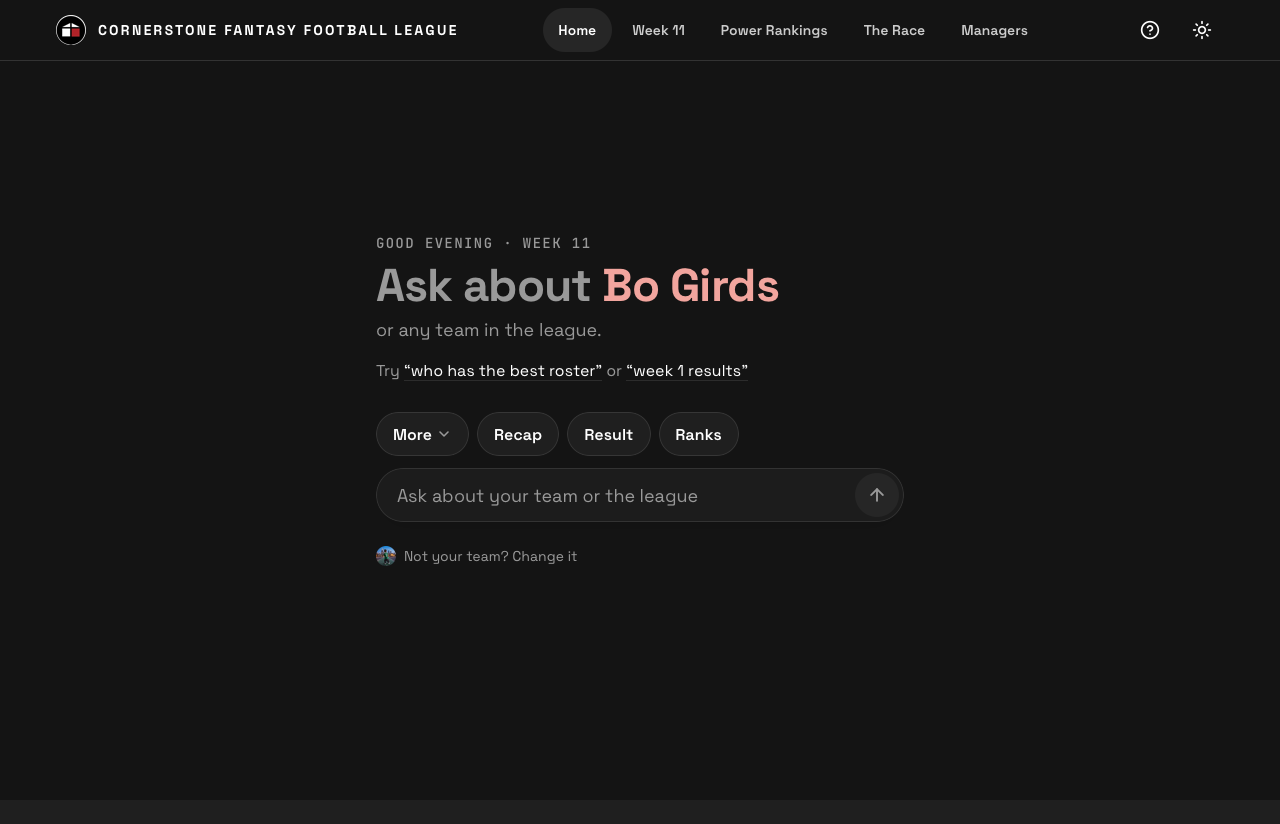 CORNERSTONE FANTASY FOOTBALL LEAGUE
Home
Week 11
Power Rankings
The Race
Managers
GOOD EVENING · WEEK 11
Ask about Bo Girds
or any team in the league.
Try “who has the best roster” or “week 1 results”
More
Recap
Result
Ranks
Ask about your team or the league
Not your team? Change it